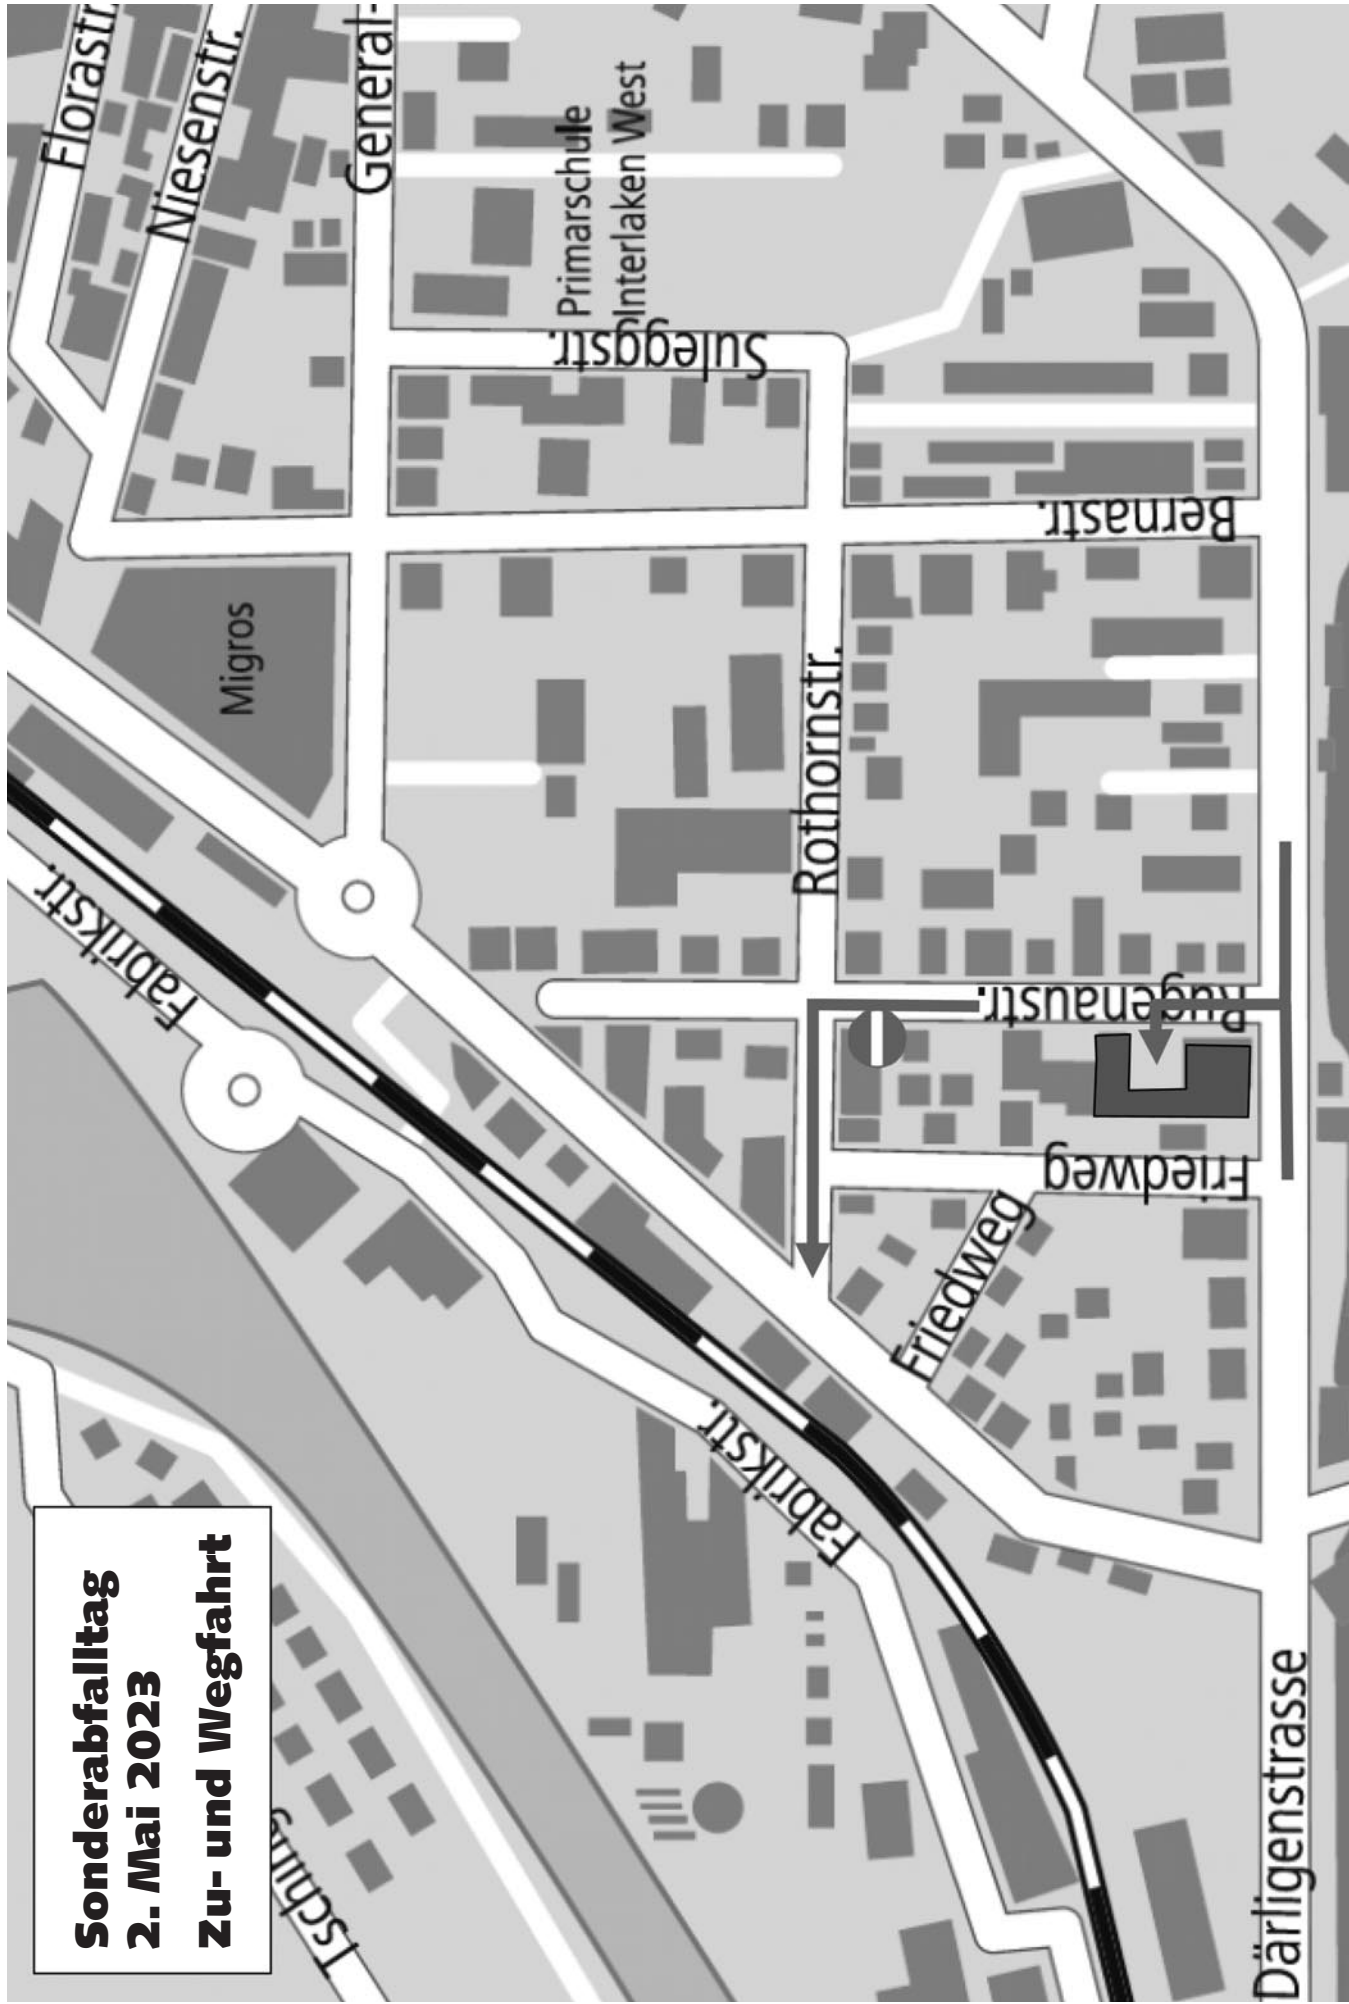 Sonderabfalltag
2. Mai 2023
Zu- und Wegfahrt
Florastr.
Niesenstr.
General-
Primarschule
Interlaken West
Suleggstr.
Bernastr.
Migros
Rothornstr.
Fabrikstr.
Rugenaustr.
Friedweg
Friedweg
Fabrikstr.
Därligenstrasse
Tsching